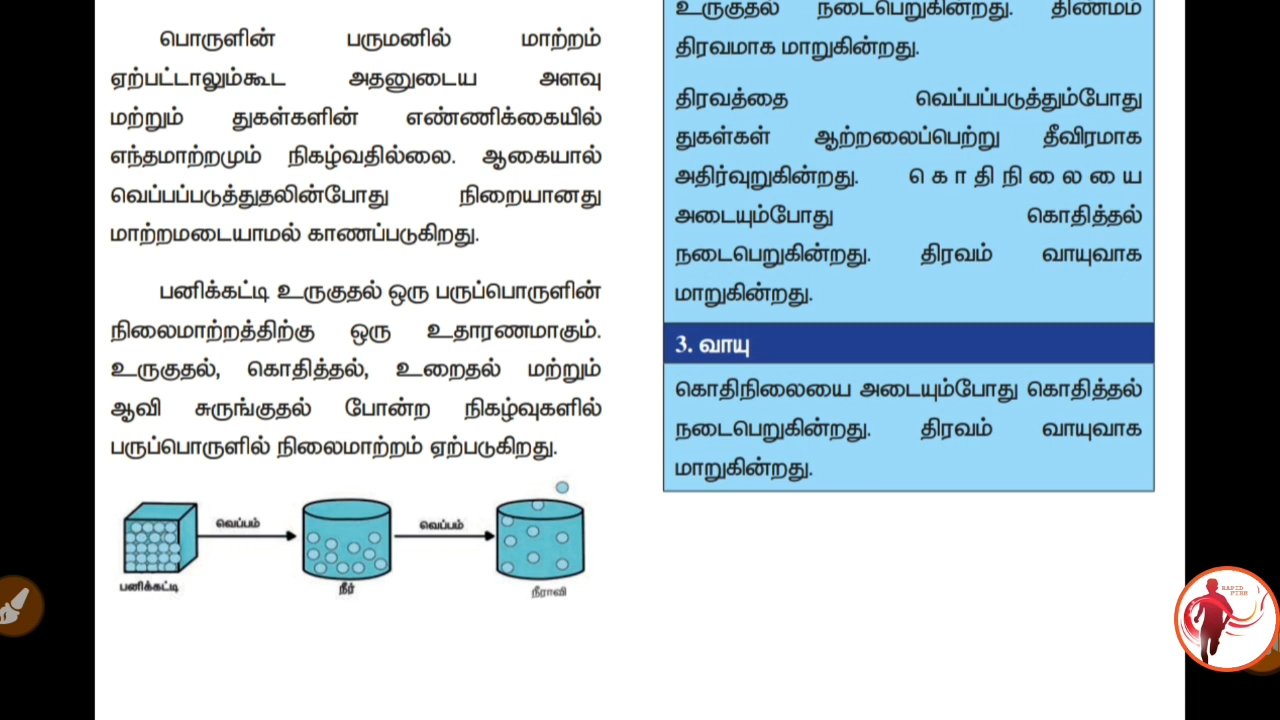 பொருளின் பருமனில் மாற்றம்
ஏற்பட்டாலும்கூட அதனுடைய அளவு
மற்றும் துகள்களின் எண்ணிக்கையில்
எந்தமாற்றமும் நிகழ்வதில்லை. ஆகையால்
வெப்பப்படுத்துதலின்போது நிறையானது
மாற்றமடையாமல் காணப்படுகிறது.
பனிக்கட்டி உருகுதல் ஒரு பருப்பொருளின்
நிலைமாற்றத்திற்கு ஒரு உதாரணமாகும்.
உருகுதல், கொதித்தல், உறைதல் மற்றும்
ஆவி சுருங்குதல் போன்ற நிகழ்வுகளில்
பருப்பொருளில் நிலைமாற்றம் ஏற்படுகிறது.
வெப்பம்
வெப்பம்
பனிக்கட்டி
நீர்
நீராவி
உருகுதல் நடைபெறுகின்றது. திண்மம்
திரவமாக மாறுகின்றது.
திரவத்தை வெப்பப்படுத்தும்போது
துகள்கள் ஆற்றலைப்பெற்று தீவிரமாக
அதிர்வுறுகின்றது. கொதிநிலையை
அடையும்போது கொதித்தல்
நடைபெறுகின்றது. திரவம் வாயுவாக
மாறுகின்றது.
3. வாயு
கொதிநிலையை அடையும்போது கொதித்தல்
நடைபெறுகின்றது. திரவம் வாயுவாக
மாறுகின்றது.
RAPID
FIRE